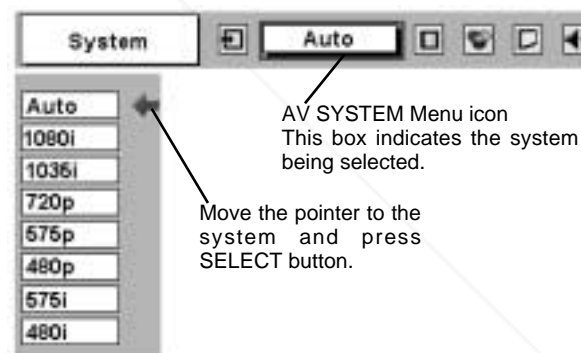 System
Auto
AV SYSTEM Menu icon
This box indicates the system
being selected.
Auto
1080i
1035i
720p
575p
480p
575i
480i
Move the pointer to the
system and press
SELECT button.